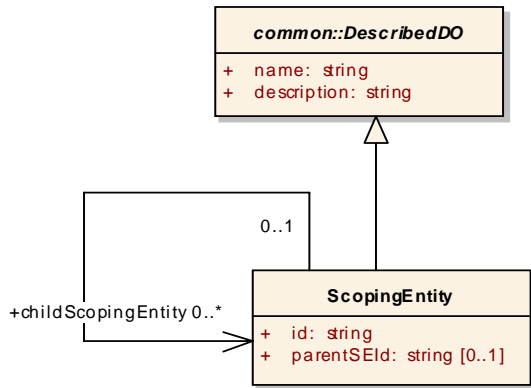 common::DescribedDO
+ name: string
+ description: string
0..1
ScopingEntity
+childScopingEntity 0..*
+ id: string
+ parentSEId: string [0..1]